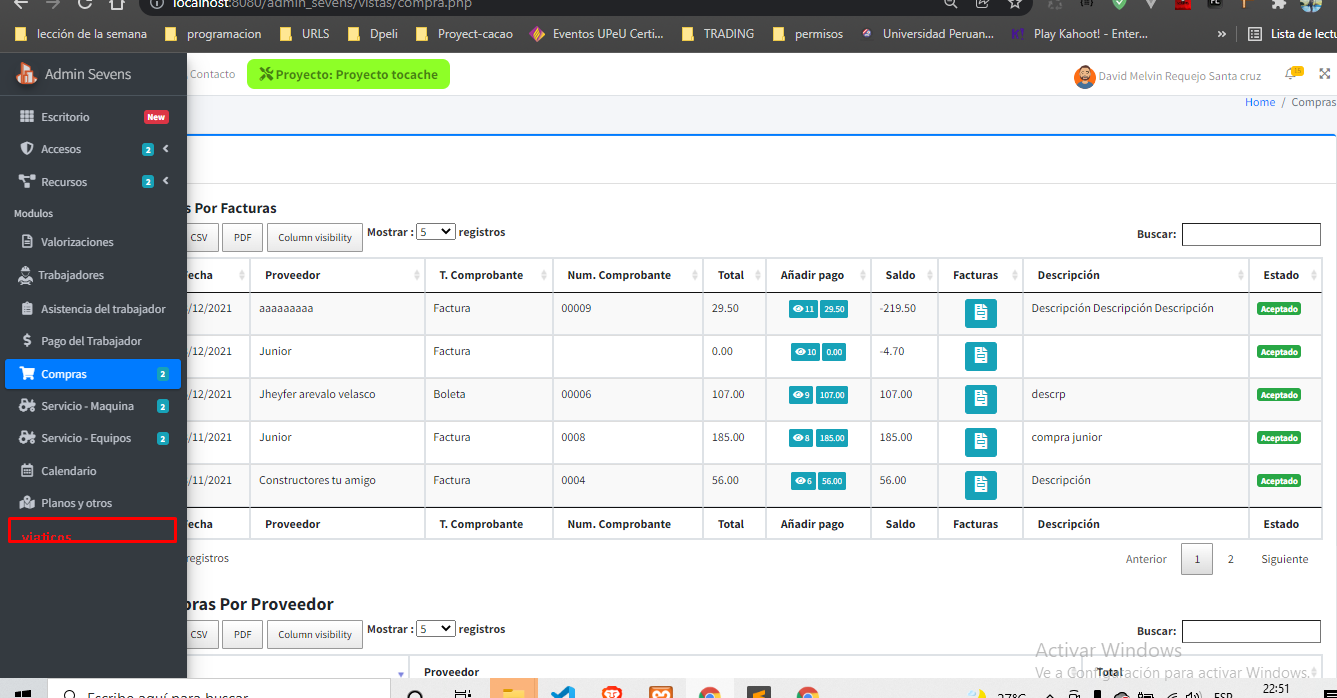 localhost:8080/admin_sevens/vistas/compra.php
lección de la semana programacion URLS Dpeli Proyect-cacao Eventos UPeU Certi... TRADING permisos Universidad Peruan... Play Kahoot! - Enter... » Lista de lectu
Admin Sevens Contacto Proyecto: Proyecto tocache David Melvin Requejo Santa cruz
Home / Compras
Escritorio New
Accesos 2
Recursos 2
Modulos
Valorizaciones
Trabajadores
Asistencia del trabajador
Pago del Trabajador
Compras 2
Servicio - Maquina 2
Servicio - Equipos 2
Calendario
Planos y otros
viaticos
s Por Facturas
CSV PDF Column visibility Mostrar : 5 registros Buscar:
echa Proveedor T. Comprobante Num. Comprobante Total Añadir pago Saldo Facturas Descripción Estado
/12/2021 aaaaaaaaa Factura 00009 29.50 11 29.50 -219.50 Descripción Descripción Descripción Aceptado
/12/2021 Junior Factura 0.00 10 0.00 -4.70 Aceptado
/12/2021 Jheyfer arevalo velasco Boleta 00006 107.00 9 107.00 107.00 descrp Aceptado
/11/2021 Junior Factura 0008 185.00 8 185.00 185.00 compra junior Aceptado
/11/2021 Constructores tu amigo Factura 0004 56.00 6 56.00 56.00 Descripción Aceptado
echa Proveedor T. Comprobante Num. Comprobante Total Añadir pago Saldo Facturas Descripción Estado
registros Anterior 1 2 Siguiente
pras Por Proveedor
CSV PDF Column visibility Mostrar : 5 registros Buscar:
Proveedor Total
Activar Windows
Ve a Configuración para activar Windows.
Escribe aquí para buscar 27°C ESP 22:51